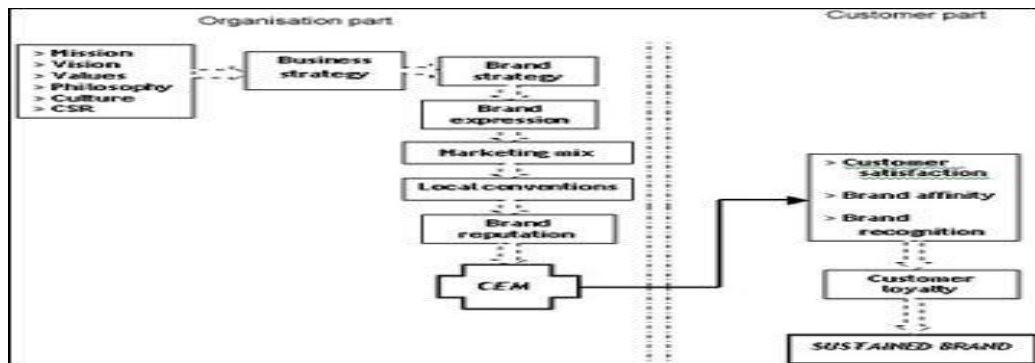 Organisation part
Customer part
> Mission
> Vision
> Values
> Philosophy
> Culture
> CSR
Business
strategy
Brand
strategy
Brand
expression
Marketing mix
Local conventions
Brand
reputation
CEM
> Customer
satisfaction
> Brand affinity
> Brand
recognition
Customer
loyalty
SUSTAINED BRAND